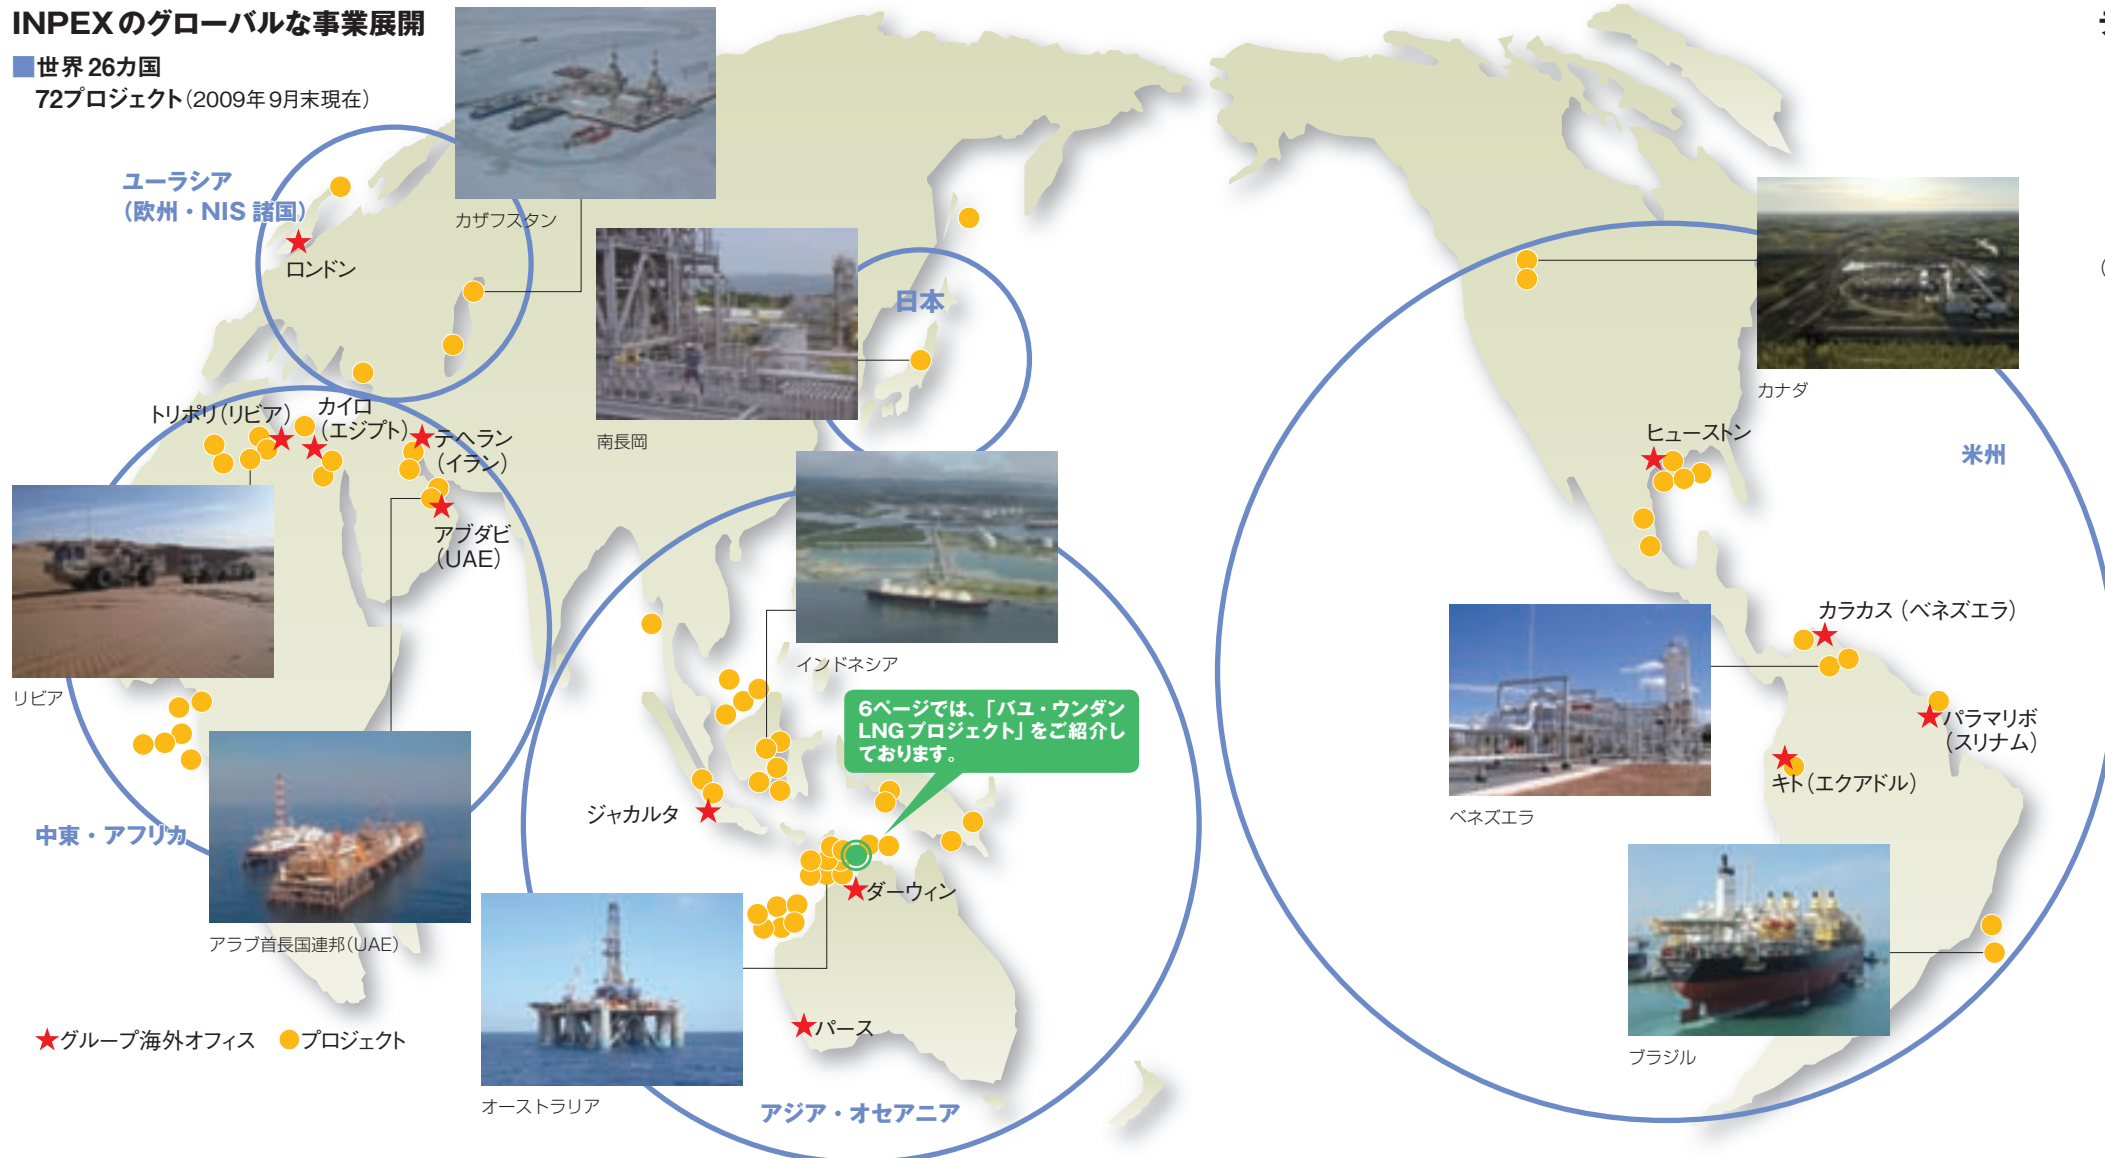 INPEXのグローバルな事業展開
■世界26カ国
72プロジェクト(2009年9月末現在)
ユーラシア
(欧州・NIS 諸国)
ロンドン
カザフスタン
南長岡
日本
トリポリ(リビア)
カイロ
(エジプト)
テヘラン
(イラン)
アブダビ
(UAE)
リビア
中東・アフリカ
アラブ首長国連邦(UAE)
インドネシア
6ページでは、「バユ・ウンダン
LNGプロジェクト」をご紹介し
ております。
ジャカルタ
ダーウィン
パース
オーストラリア
アジア・オセアニア
カナダ
ヒューストン
米州
カラカス(ベネズエラ)
パラマリボ
(スリナム)
キト(エクアドル)
ベネズエラ
ブラジル
★グループ海外オフィス ●プロジェクト